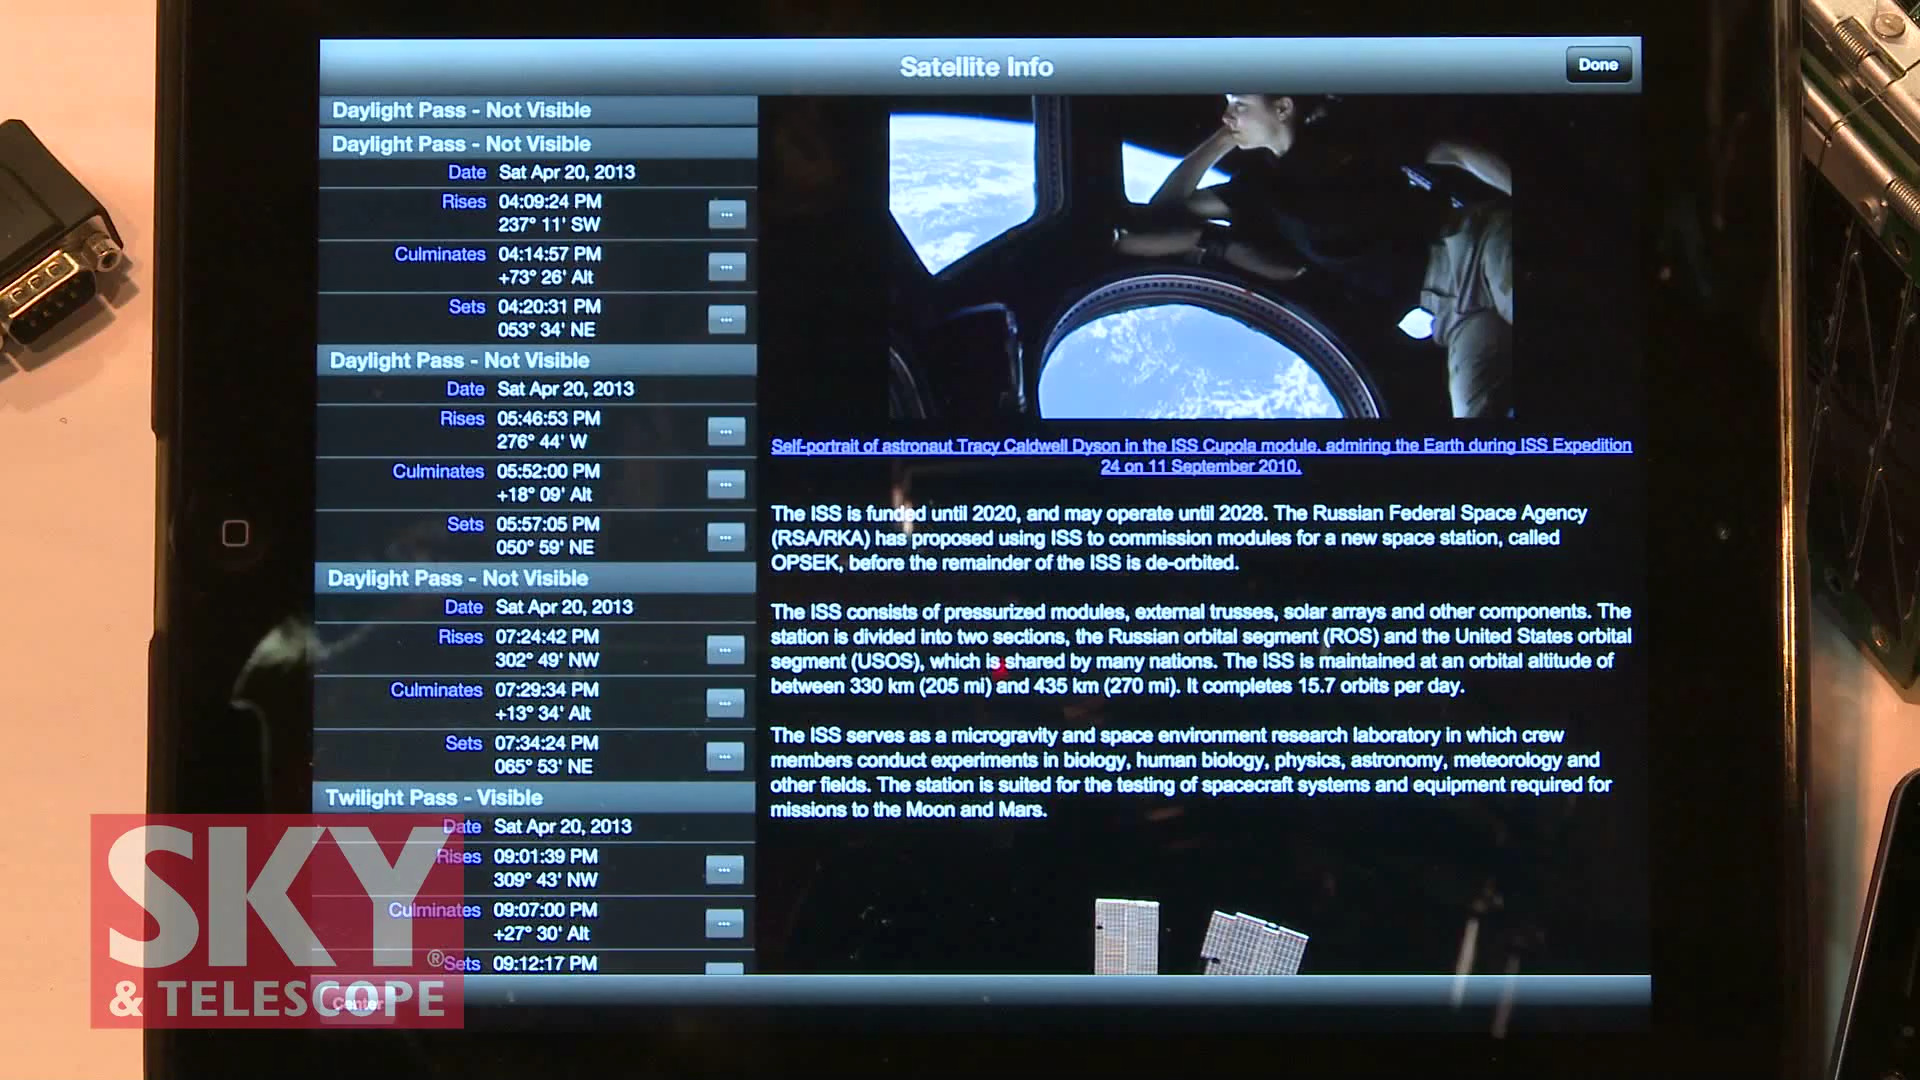 Satellite Info
Done
Daylight Pass - Not Visible
Daylight Pass - Not Visible
Date Sat Apr 20, 2013
Rises 04:09:24 PM
237° 11' SW
Culminates 04:14:57 PM
+73° 26' Alt
Sets 04:20:31 PM
053° 34' NE
Daylight Pass - Not Visible
Date Sat Apr 20, 2013
Rises 05:46:53 PM
276° 44' W
Culminates 05:52:00 PM
+18° 09' Alt
Sets 05:57:05 PM
050° 59' NE
Daylight Pass - Not Visible
Date Sat Apr 20, 2013
Rises 07:24:42 PM
302° 49' NW
Culminates 07:29:34 PM
+13° 34' Alt
Sets 07:34:24 PM
065° 53' NE
Twilight Pass - Visible
Date Sat Apr 20, 2013
Rises 09:01:39 PM
309° 43' NW
Culminates 09:07:00 PM
+27° 30' Alt
Sets 09:12:17 PM
Center
Self-portrait of astronaut Tracy Caldwell Dyson in the ISS Cupola module, admiring the Earth during ISS Expedition
24 on 11 September 2010.
The ISS is funded until 2020, and may operate until 2028. The Russian Federal Space Agency
(RSA/RKA) has proposed using ISS to commission modules for a new space station, called
OPSEK, before the remainder of the ISS is de-orbited.
The ISS consists of pressurized modules, external trusses, solar arrays and other components. The
station is divided into two sections, the Russian orbital segment (ROS) and the United States orbital
segment (USOS), which is shared by many nations. The ISS is maintained at an orbital altitude of
between 330 km (205 mi) and 435 km (270 mi). It completes 15.7 orbits per day.
The ISS serves as a microgravity and space environment research laboratory in which crew
members conduct experiments in biology, human biology, physics, astronomy, meteorology and
other fields. The station is suited for the testing of spacecraft systems and equipment required for
missions to the Moon and Mars.
SKY®
& TELESCOPE